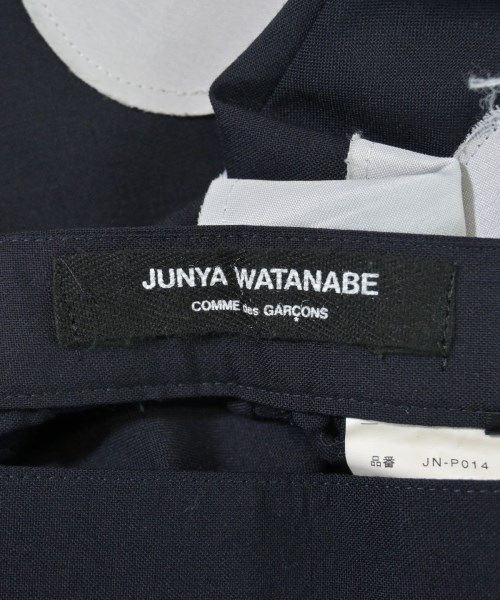 JUNYA WATANABE
COMME des GARÇONS
品番 JN-P014